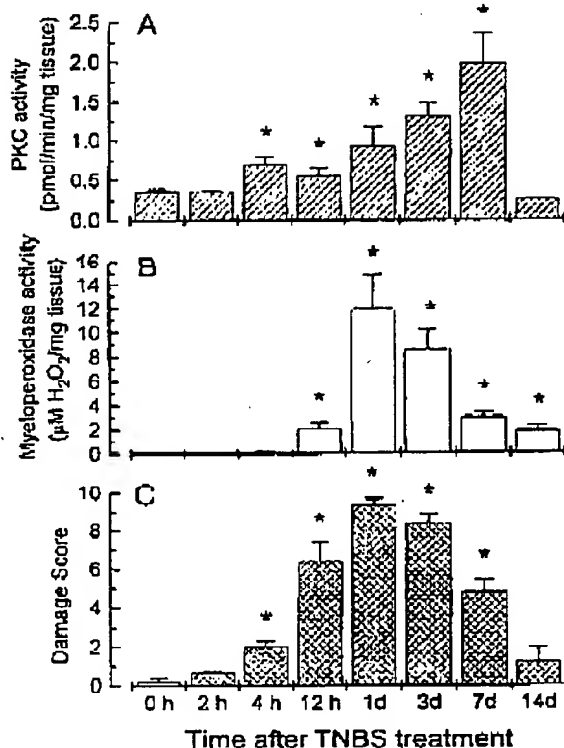 A
PKC activity
(pmol/min/mg tissue)
2.5
2.0
1.5
1.0
0.5
0.0
* * * * *
B
Myeloperoxidase activity
(µM H₂O₂/mg tissue)
16
14
12
10
8
6
4
2
0
* * * * *
C
Damage Score
10
8
6
4
2
0
* * * * *
0 h 2 h 4 h 12 h 1d 3d 7d 14d
Time after TNBS treatment